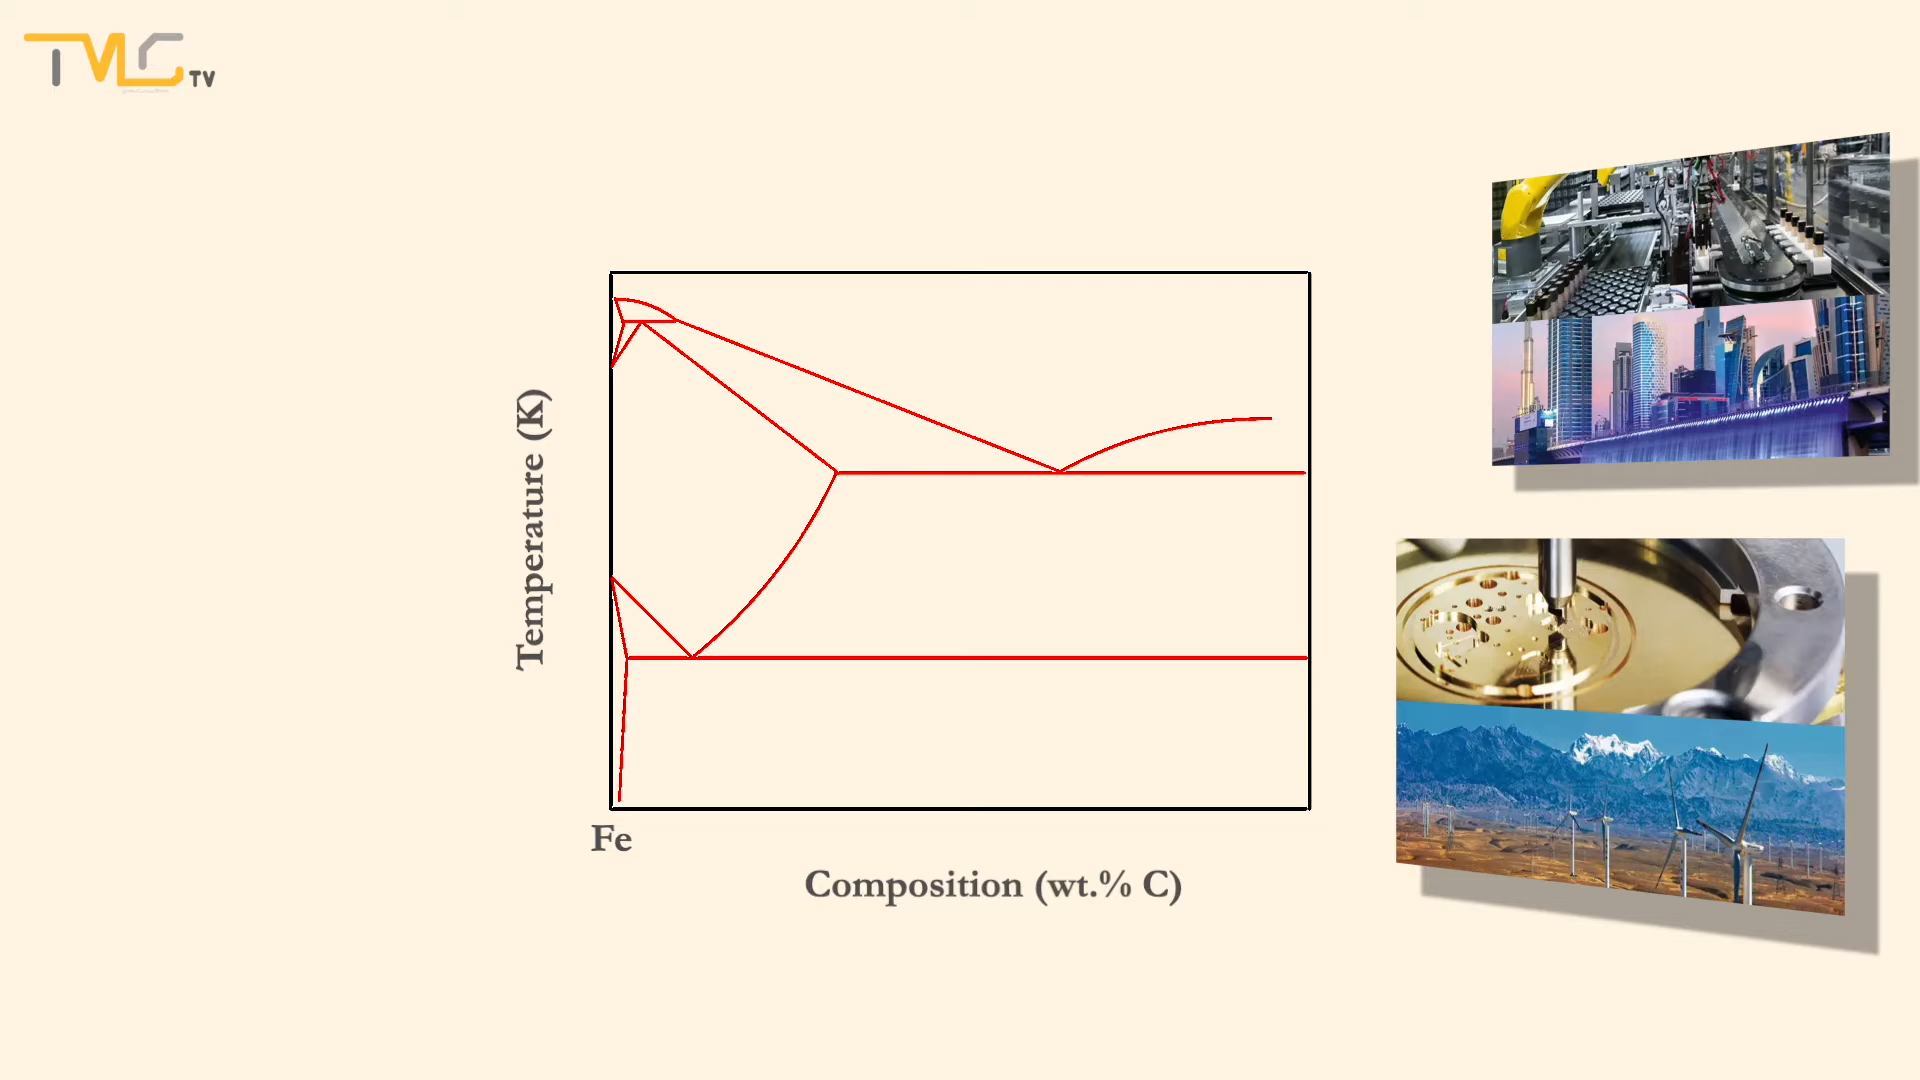 TMC TV
Temperature (K)
Fe
Composition (wt.% C)